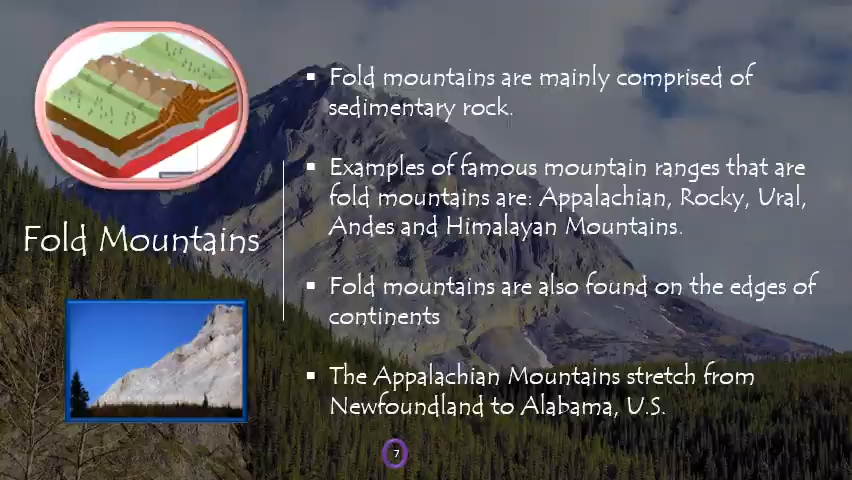 Fold Mountains
▪ Fold mountains are mainly comprised of
sedimentary rock.
▪ Examples of famous mountain ranges that are
fold mountains are: Appalachian, Rocky, Ural,
Andes and Himalayan Mountains.
▪ Fold mountains are also found on the edges of
continents
▪ The Appalachian Mountains stretch from
Newfoundland to Alabama, U.S.
7